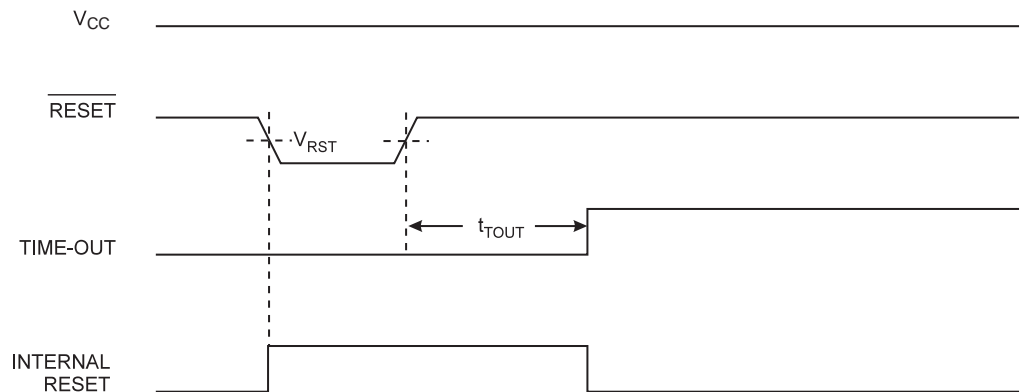 VCC
RESET
VRST
tTOUT
TIME-OUT
INTERNAL
RESET